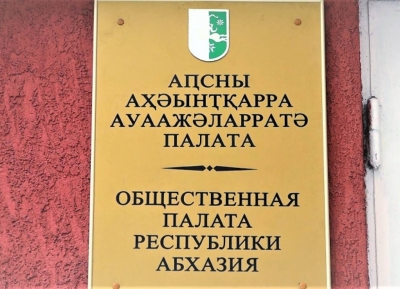 АԤСНЫ
АҲӘЫНҬҚАРРА
АУААЖӘЛАРРАТӘ
ПАЛАТА
ОБЩЕСТВЕННАЯ
ПАЛАТА
РЕСПУБЛИКИ
АБХАЗИЯ